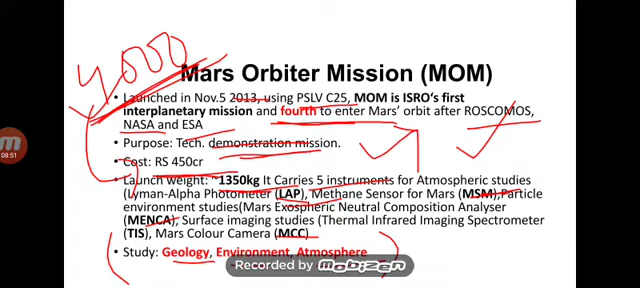 4000
Mars Orbiter Mission (MOM)
• Launched in Nov.5 2013, using PSLV C25, MOM is ISRO's first
interplanetary mission and fourth to enter Mars' orbit after ROSCOMOS,
NASA and ESA
• Purpose: Tech. demonstration mission.
• Cost: RS 450cr
• Launch weight: ~1350kg It Carries 5 instruments for Atmospheric studies
(Lyman-Alpha Photometer (LAP), Methane Sensor for Mars (MSM),Particle
environment studies(Mars Exospheric Neutral Composition Analyser
(MENCA), Surface imaging studies (Thermal Infrared Imaging Spectrometer
(TIS), Mars Colour Camera (MCC)
• Study: Geology, Environment, Atmosphere
08:51
Recorded by mobizen